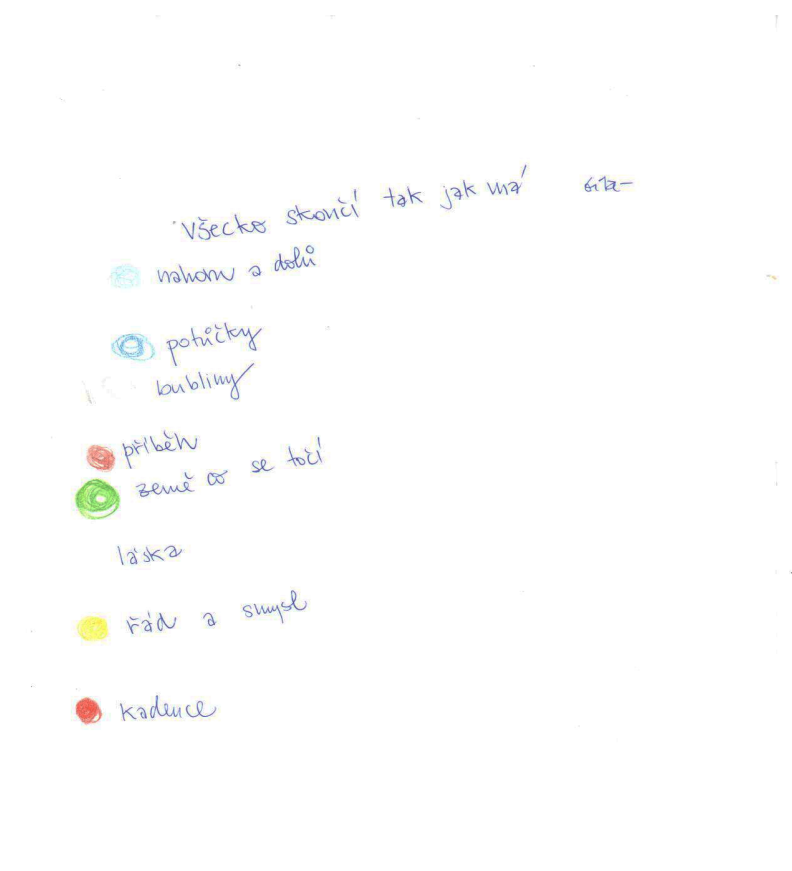 Všecko skončí tak jak má
nahoru a dolů
potůčky
bubliny
příběh
země co se točí
láska
řád a smysl
kadence